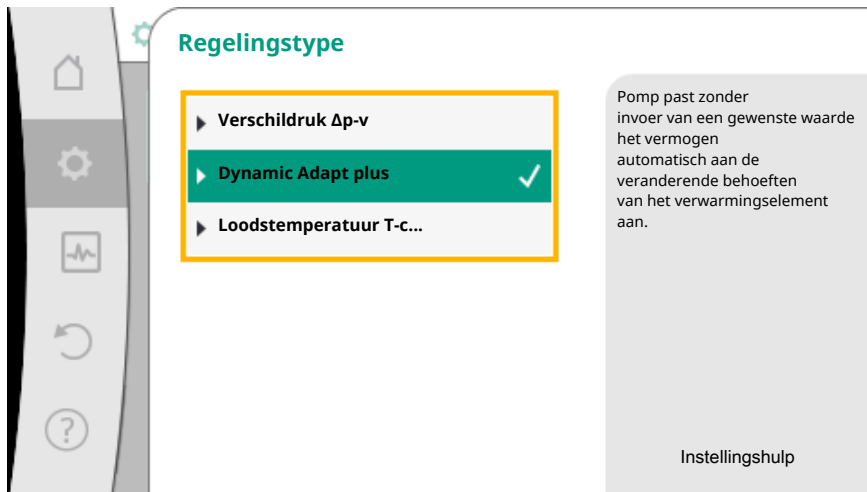 Regelingstype
Verschildruk Δp-v
Dynamic Adapt plus
Loodstemperatuur T-c...
Pomp past zonder
invoer van een gewenste waarde
het vermogen
automatisch aan de
veranderende behoeften
van het verwarmingselement
aan.
Instellingshulp